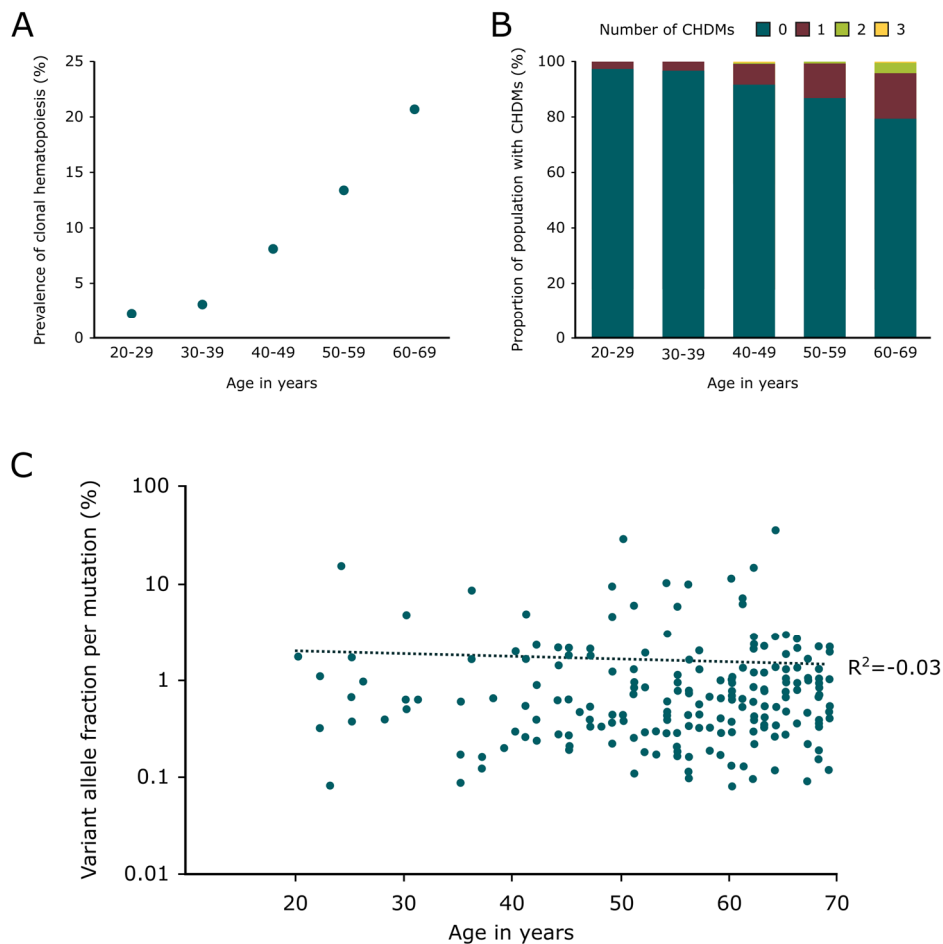 A
Prevalence of clonal hematopoiesis (%)
25
20
15
10
5
0
20-29 30-39 40-49 50-59 60-69
Age in years
B
Number of CHDMs 0 1 2 3
Proportion of population with CHDMs (%)
100
80
60
40
20
0
20-29 30-39 40-49 50-59 60-69
Age in years
C
Variant allele fraction per mutation (%)
100
10
1
0.1
0.01
R²=-0.03
20 30 40 50 60 70
Age in years